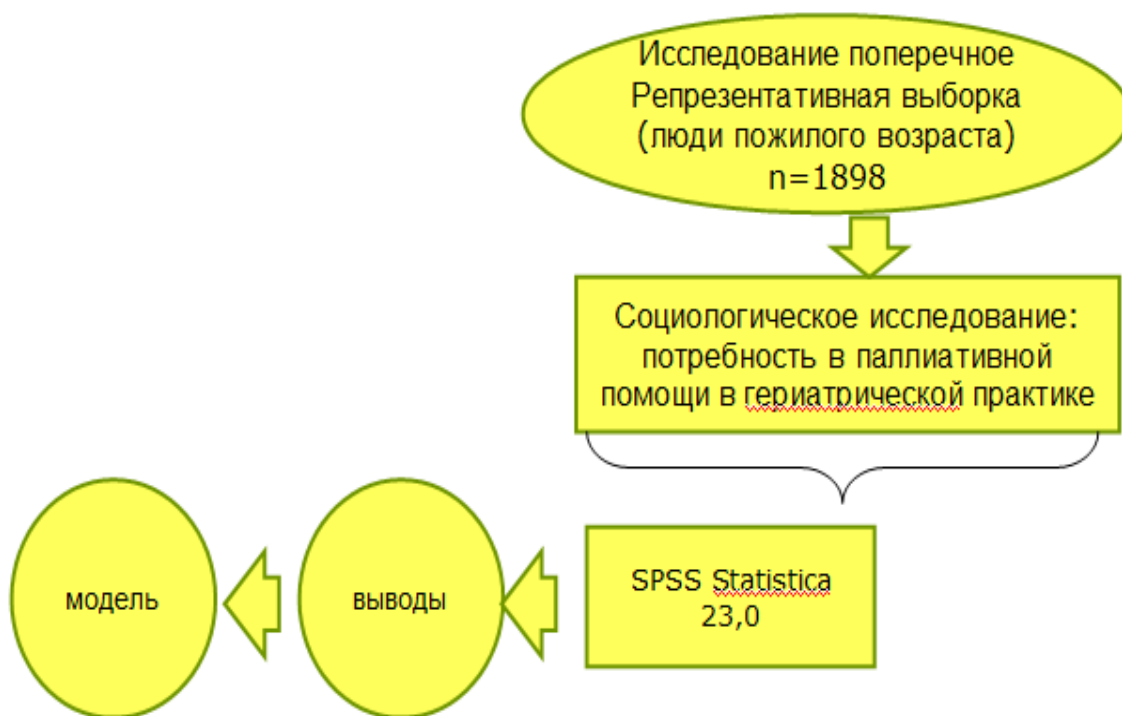 Исследование поперечное
Репрезентативная выборка
(люди пожилого возраста)
n=1898
Социологическое исследование:
потребность в паллиативной
помощи в гериатрической практике
SPSS Statistica
23,0
выводы
модель